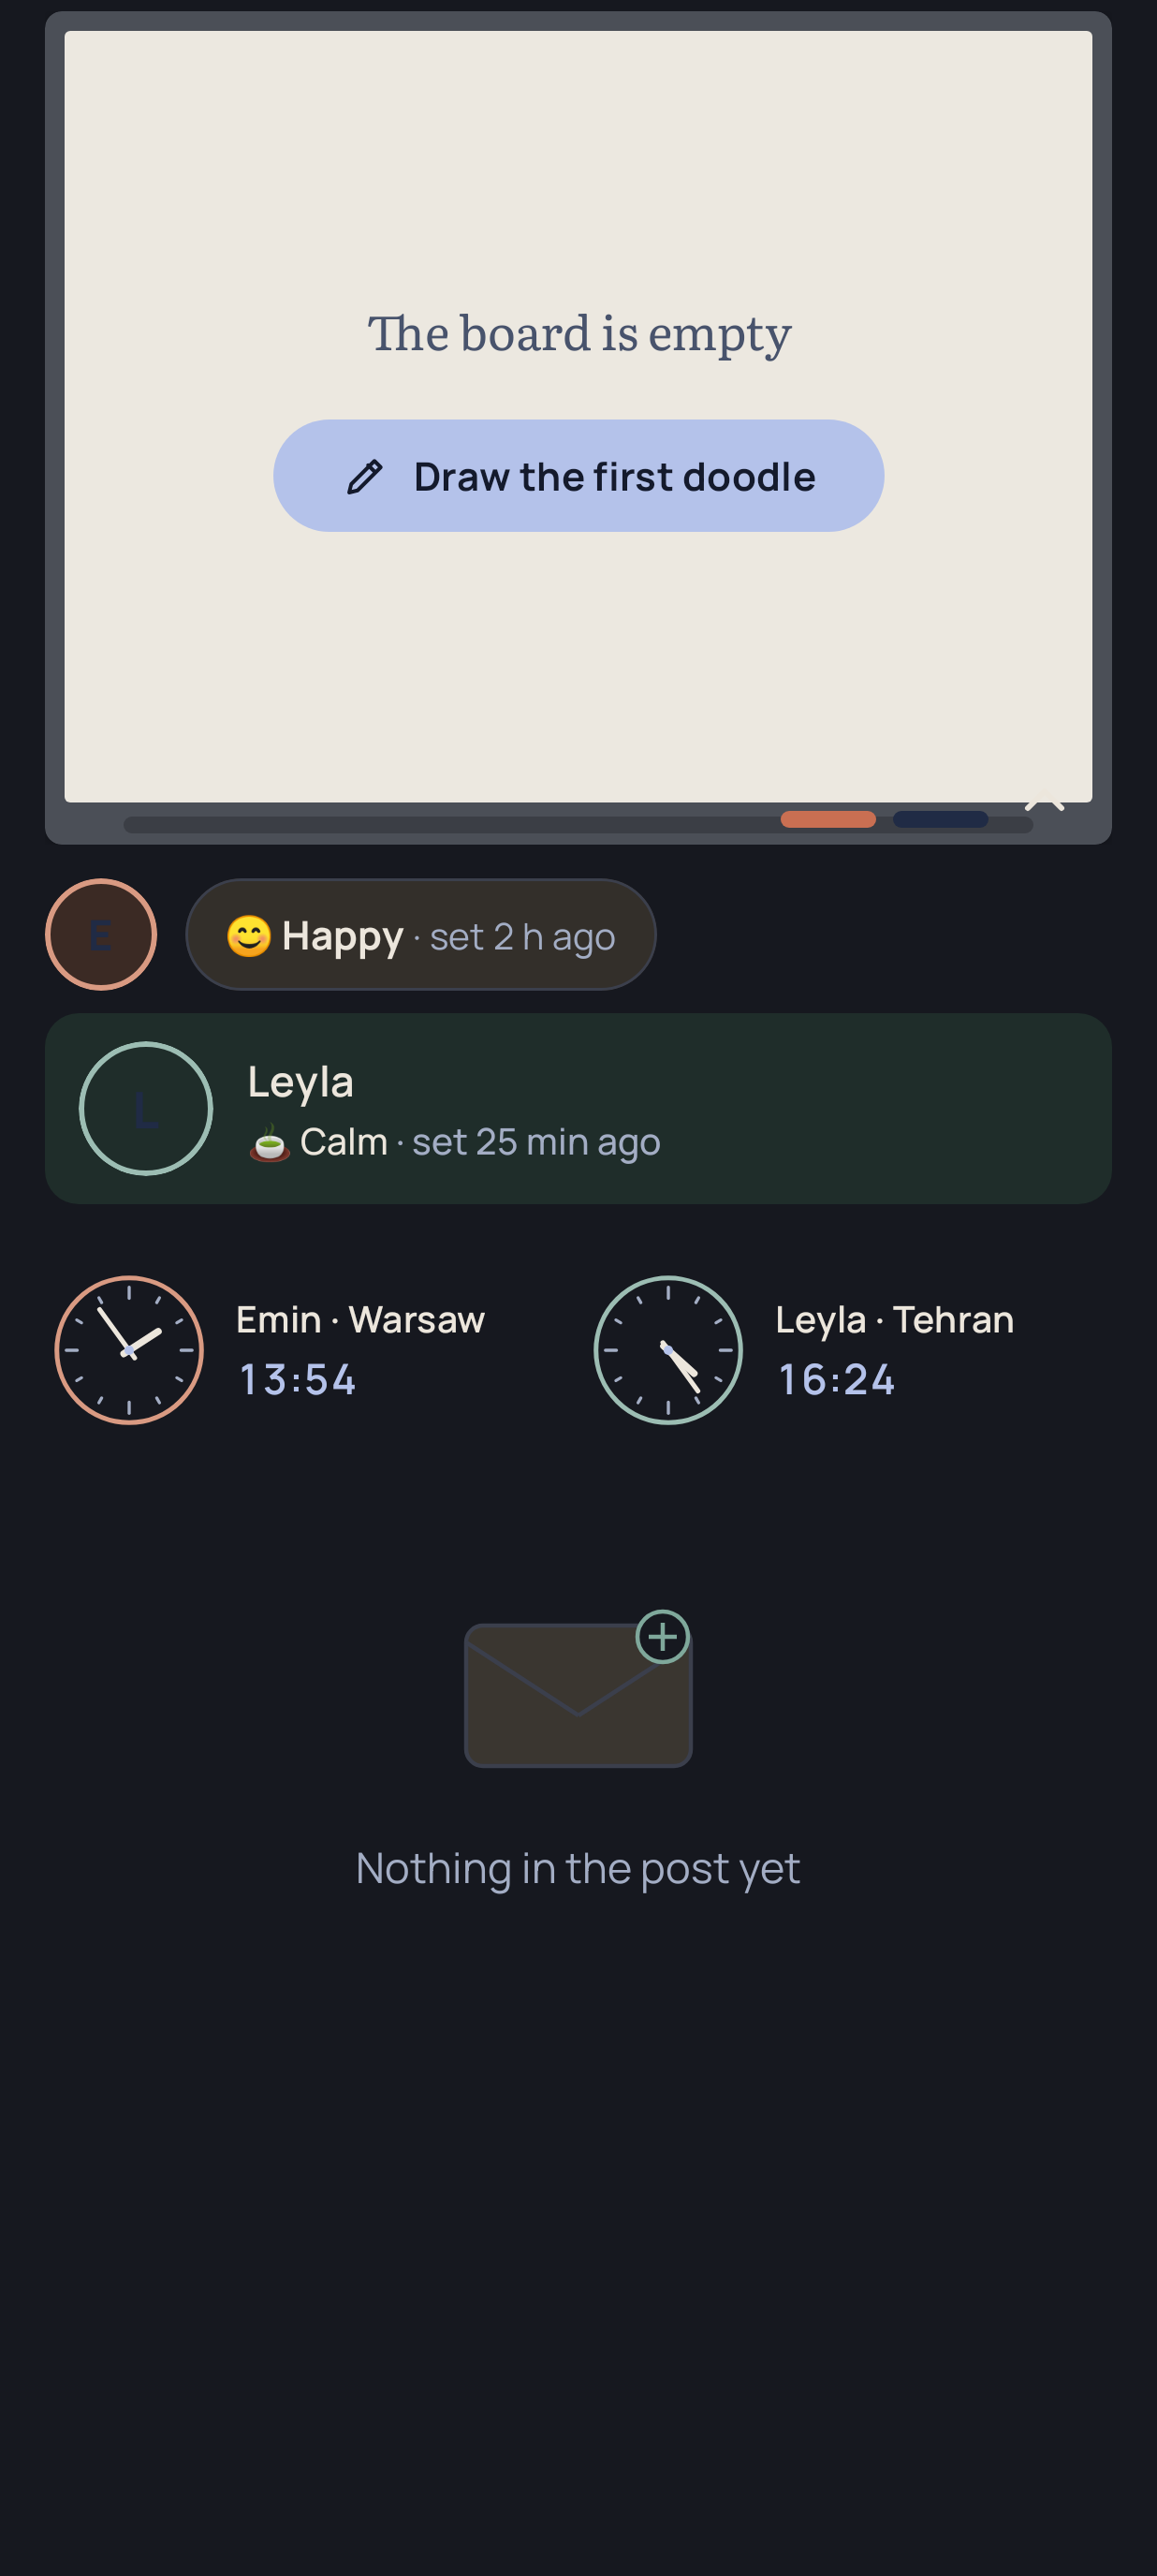 The board is empty
Draw the first doodle
E
😊 Happy · set 2 h ago
L
Leyla
🍵 Calm · set 25 min ago
Emin · Warsaw
13:54
Leyla · Tehran
16:24
Nothing in the post yet